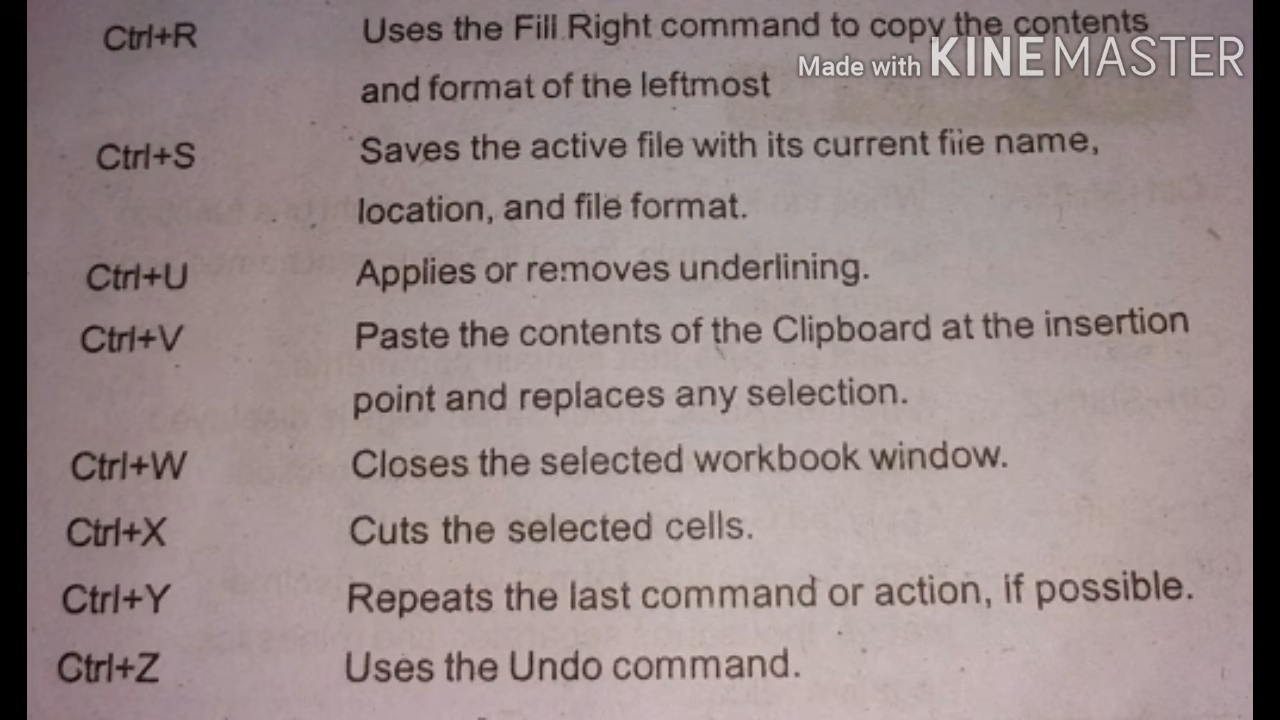 Ctrl+R Uses the Fill Right command to copy the contents
Made with KINEMASTER
and format of the leftmost
Ctrl+S Saves the active file with its current file name,
location, and file format.
Ctrl+U Applies or removes underlining.
Ctrl+V Paste the contents of the Clipboard at the insertion
point and replaces any selection.
Ctrl+W Closes the selected workbook window.
Ctrl+X Cuts the selected cells.
Ctrl+Y Repeats the last command or action, if possible.
Ctrl+Z Uses the Undo command.